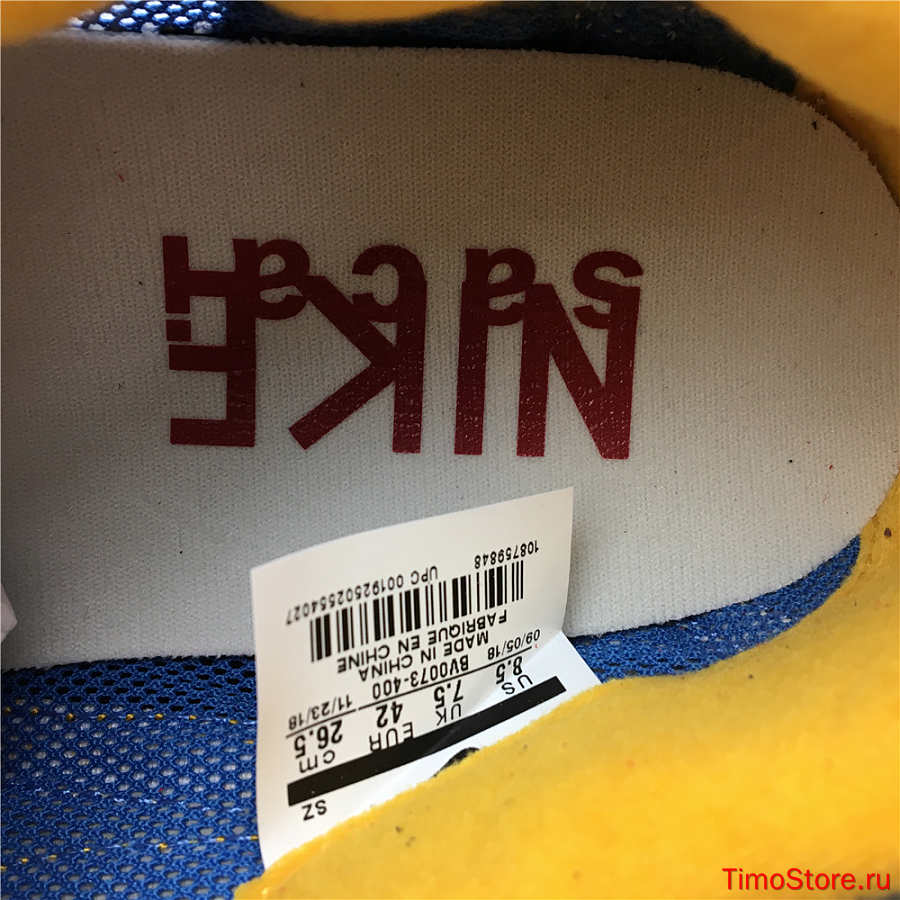 NIKE
sacai
SZ
US UK EUR cm
8.5 7.5 42 26.5
09/05/18 BV0073-400 11/23/18
MADE IN CHINA
FABRIQUE EN CHINE
108759848 UPC 00192502554027
TimoStore.ru